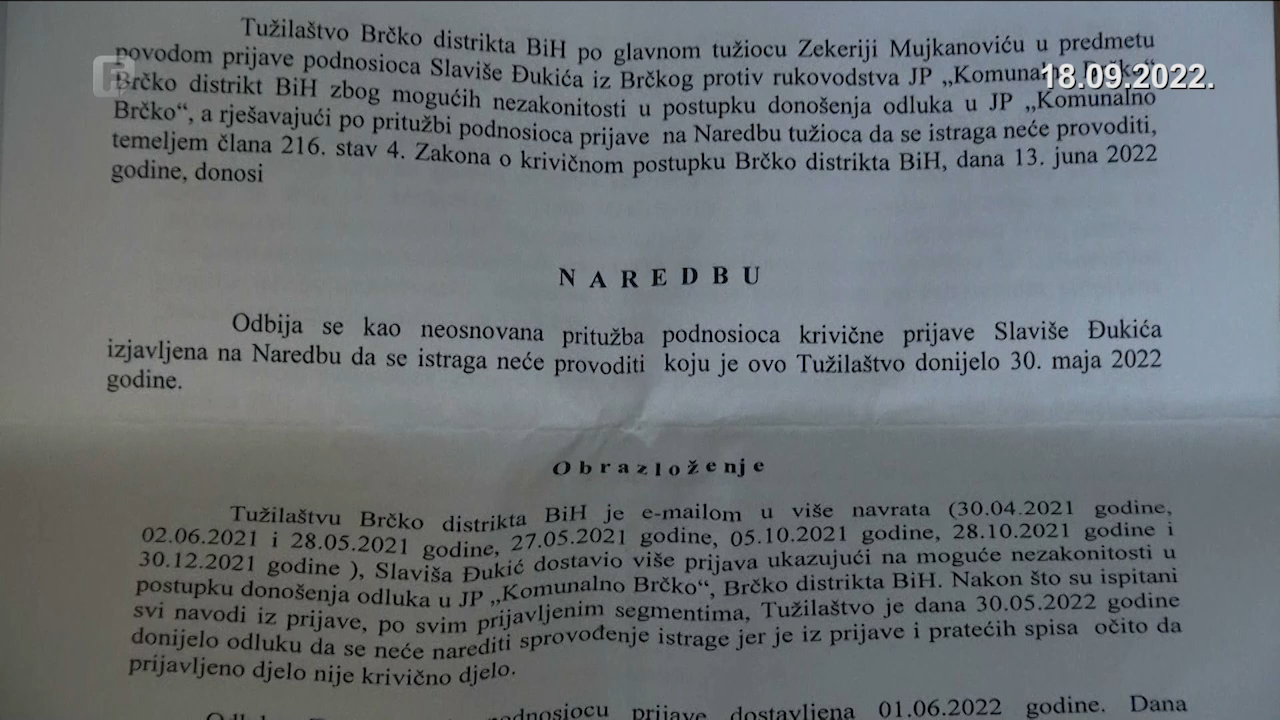 Tužilaštvo Brčko distrikta BiH po glavnom tužiocu Zekeriji Mujkanoviću u predmetu
povodom prijave podnosioca Slaviše Đukića iz Brčkog protiv rukovodstva JP „Komunalno Brčko“
18.09.2022.
Brčko distrikt BiH zbog mogućih nezakonitosti u postupku donošenja odluka u JP „Komunalno
Brčko“, a rješavajući po pritužbi podnosioca prijave na Naredbu tužioca da se istraga neće provoditi,
temeljem člana 216. stav 4. Zakona o krivičnom postupku Brčko distrikta BiH, dana 13. juna 2022
godine, donosi
N A R E D B U
Odbija se kao neosnovana pritužba podnosioca krivične prijave Slaviše Đukića
izjavljena na Naredbu da se istraga neće provoditi koju je ovo Tužilaštvo donijelo 30. maja 2022
godine.
O b r a z l o ž e nj e
Tužilaštvu Brčko distrikta BiH je e-mailom u više navrata (30.04.2021 godine,
02.06.2021 i 28.05.2021 godine, 27.05.2021 godine, 05.10.2021 godine, 28.10.2021 godine i
30.12.2021 godine ), Slaviša Đukić dostavio više prijava ukazujući na moguće nezakonitosti u
postupku donošenja odluka u JP „Komunalno Brčko“, Brčko distrikta BiH. Nakon što su ispitani
svi navodi iz prijave, po svim prijavljenim segmentima, Tužilaštvo je dana 30.05.2022 godine
donijelo odluku da se neće narediti sprovođenje istrage jer je iz prijave i pratećih spisa očito da
prijavljeno djelo nije krivično djelo.
podnosiocu prijave dostavljena 01.06.2022 godine. Dana